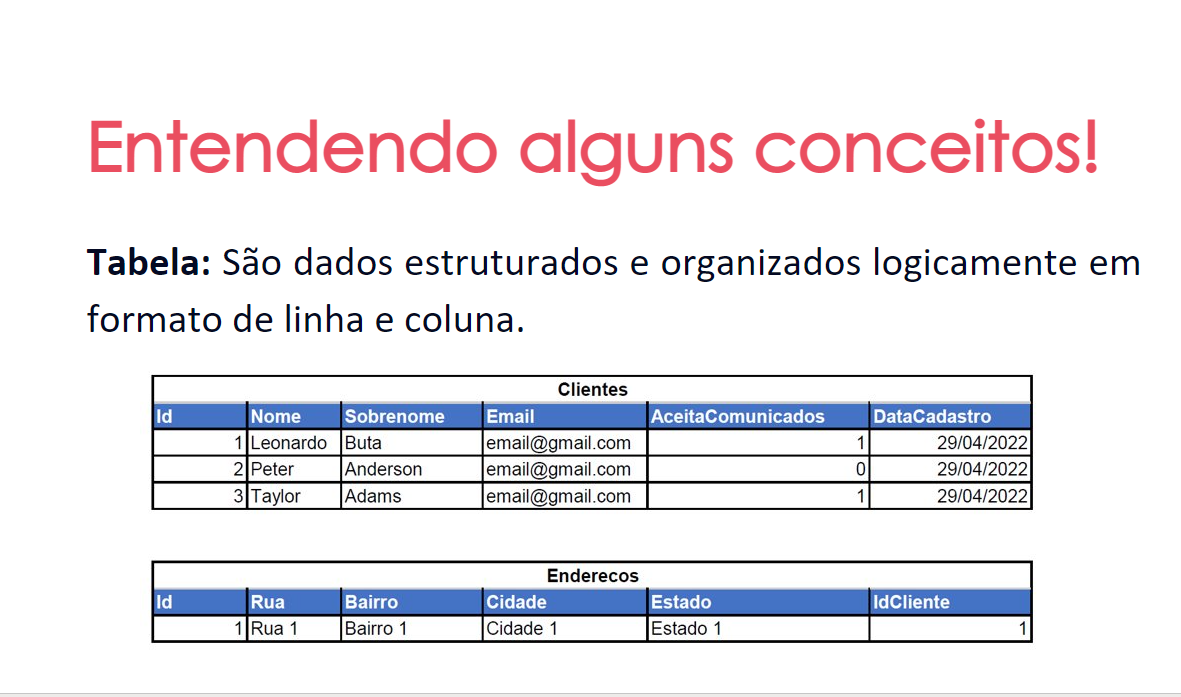 Entendendo alguns conceitos!
Tabela: São dados estruturados e organizados logicamente em
formato de linha e coluna.
Clientes
Id Nome Sobrenome Email AceitaComunicados DataCadastro
1 Leonardo Buta email@gmail.com 1 29/04/2022
2 Peter Anderson email@gmail.com 0 29/04/2022
3 Taylor Adams email@gmail.com 1 29/04/2022
Enderecos
Id Rua Bairro Cidade Estado IdCliente
1 Rua 1 Bairro 1 Cidade 1 Estado 1 1